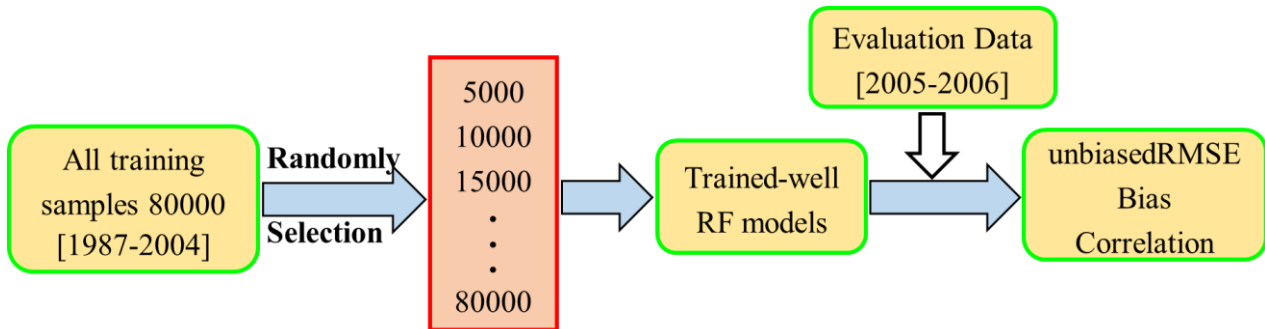 All training
samples 80000
[1987-2004]
Randomly
Selection
5000
10000
15000
.
.
.
80000
Trained-well
RF models
Evaluation Data
[2005-2006]
unbiasedRMSE
Bias
Correlation